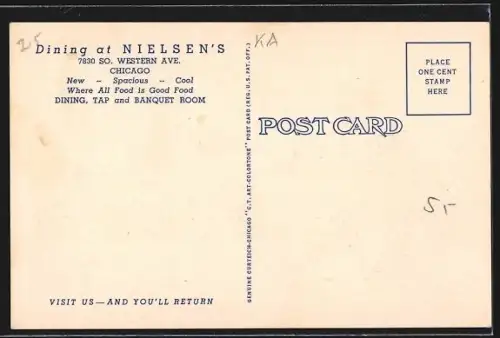 25
Dining at NIELSEN'S
7830 SO. WESTERN AVE.
CHICAGO
New – Spacious – Cool
Where All Food is Good Food
DINING, TAP and BANQUET ROOM
VISIT US—AND YOU'LL RETURN
GENUINE CURTEICH-CHICAGO "C.T. ART-COLORTONE" POST CARD (REG. U.S. PAT. OFF.)
KA
POST CARD
PLACE
ONE CENT
STAMP
HERE
5,-